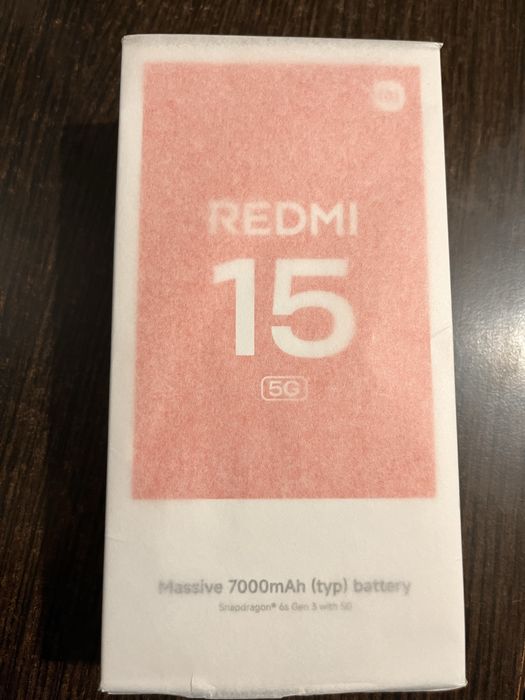 REDMI
15
5G
Massive 7000mAh (typ) battery
Snapdragon® 6s Gen 3 with 5G